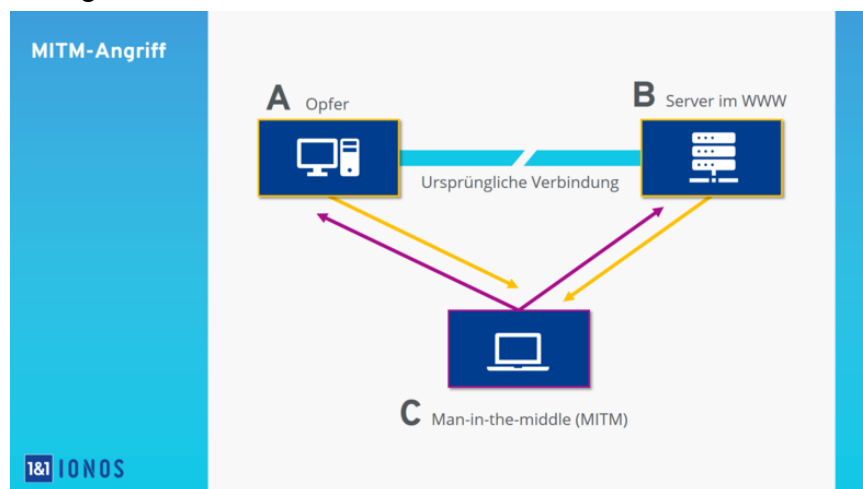 MITM-Angriff
A Opfer
B Server im WWW
Ursprüngliche Verbindung
C Man-in-the-middle (MITM)
1&1 IONOS